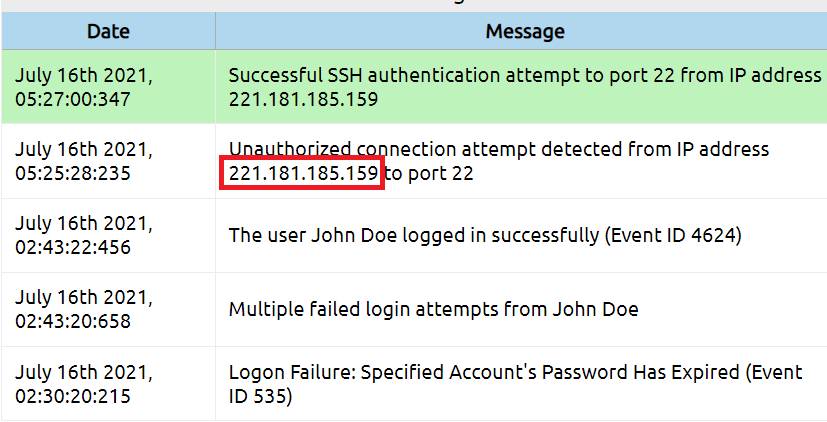 Date
Message
July 16th 2021,
05:27:00:347
Successful SSH authentication attempt to port 22 from IP address
221.181.185.159
July 16th 2021,
05:25:28:235
Unauthorized connection attempt detected from IP address
221.181.185.159 to port 22
July 16th 2021,
02:43:22:456
The user John Doe logged in successfully (Event ID 4624)
July 16th 2021,
02:43:20:658
Multiple failed login attempts from John Doe
July 16th 2021,
02:30:20:215
Logon Failure: Specified Account's Password Has Expired (Event
ID 535)